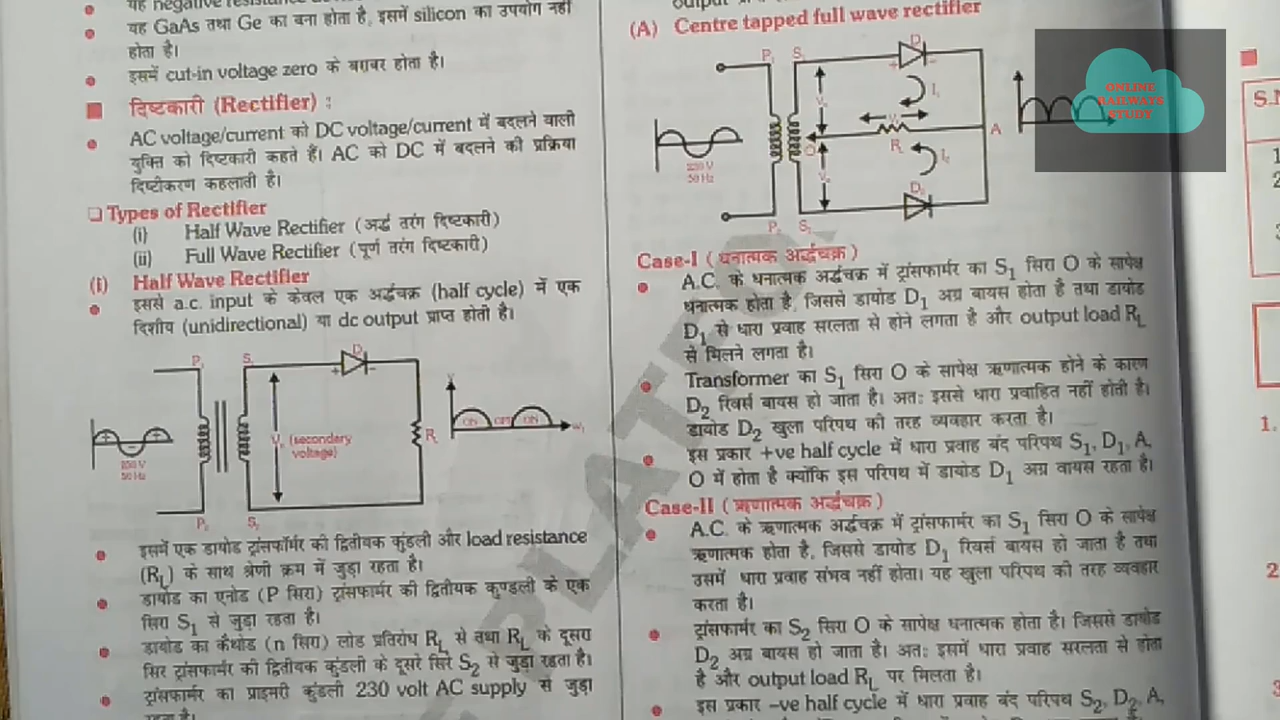 यह negative resistance
यह GaAs तथा Ge का बना होता है, इसमें silicon का उपयोग नहीं
होता है।
इसमें cut-in voltage zero के बराबर होता है।
दिष्टकारी (Rectifier) :
AC voltage/current को DC voltage/current में बदलने वाली
युक्ति को दिष्टकारी कहते हैं। AC को DC में बदलने की प्रक्रिया
दिष्टीकरण कहलाती है।
Types of Rectifier
(i) Half Wave Rectifier (अर्द्ध तरंग दिष्टकारी)
(ii) Full Wave Rectifier (पूर्ण तरंग दिष्टकारी)
(i) Half Wave Rectifier
इससे a.c. input के केवल एक अर्द्धचक्र (half cycle) में एक
दिशीय (unidirectional) या dc output प्राप्त होती है।
P1 S1 D
230 V
50 Hz
(secondary
voltage)
RL
ON OFF ON
P2 S2
इसमें एक डायोड ट्रांसफॉर्मर की द्वितीयक कुंडली और load resistance
(RL) के साथ श्रेणी क्रम में जुड़ा रहता है।
डायोड का एनोड (P सिरा) ट्रांसफार्मर की द्वितीयक कुण्डली के एक
सिरा S1 से जुड़ा रहता है।
डायोड का कैथोड (n सिरा) लोड प्रतिरोध RL से तथा RL के दूसरा
सिर ट्रांसफार्मर की द्वितीयक कुंडली के दूसरे सिरे S2 से जुड़ा रहता है।
ट्रांसफार्मर का प्राइमरी कुंडली 230 volt AC supply से जुड़ा
रहता है।
output
(A) Centre tapped full wave rectifier
P1 S1 D1
I1
230 V
50 Hz
O RL A
I2
D2
P2 S2
Case-I (धनात्मक अर्द्धचक्र)
A.C. के धनात्मक अर्द्धचक्र में ट्रांसफार्मर का S1 सिरा O के सापेक्ष
धनात्मक होता है, जिससे डायोड D1 अग्र बायस होता है तथा डायोड
D1 से धारा प्रवाह सरलता से होने लगता है और output load RL
से मिलने लगता है।
Transformer का S1 सिरा O के सापेक्ष ऋणात्मक होने के कारण
D2 रिवर्स बायस हो जाता है। अतः इससे धारा प्रवाहित नहीं होती है।
डायोड D2 खुला परिपथ की तरह व्यवहार करता है।
इस प्रकार +ve half cycle में धारा प्रवाह बंद परिपथ S1, D1, A,
O में होता है क्योंकि इस परिपथ में डायोड D1 अग्र वायस रहता है।
Case-II (ऋणात्मक अर्द्धचक्र)
A.C. के ऋणात्मक अर्द्धचक्र में ट्रांसफार्मर का S1 सिरा O के सापेक्ष
ऋणात्मक होता है, जिससे डायोड D1 रिवर्स बायस हो जाता है तथा
उसमें धारा प्रवाह संभव नहीं होता। यह खुला परिपथ की तरह व्यवहार
करता है।
ट्रांसफार्मर का S2 सिरा O के सापेक्ष धनात्मक होता है। जिससे डायोड
D2 अग्र बायस हो जाता है। अतः इसमें धारा प्रवाह सरलता से होता
है और output load RL पर मिलता है।
इस प्रकार –ve half cycle में धारा प्रवाह बंद परिपथ S2, D2, A,
ONLINE
RAILWAYS
STUDY
S.N
1
2
1.
2
3
PLATFO